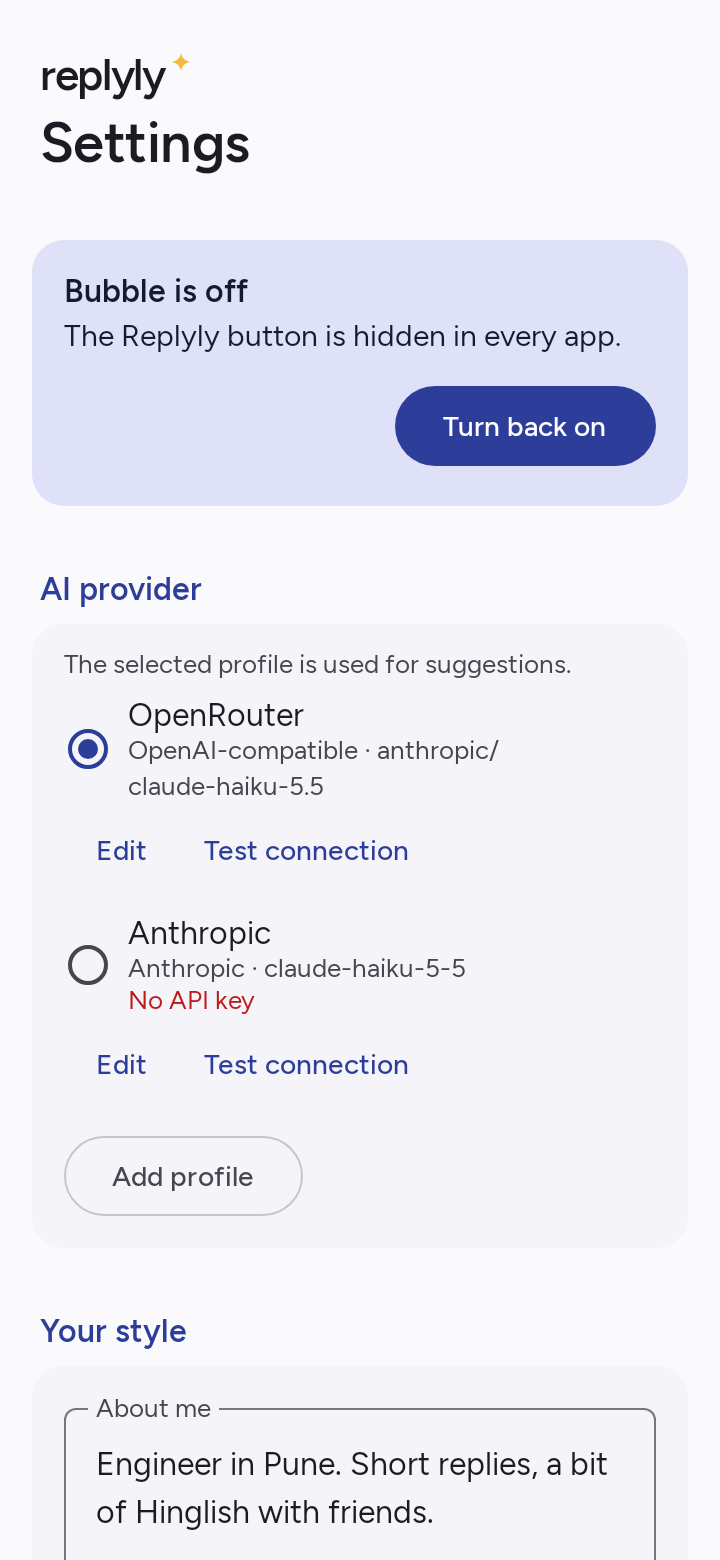 replyly
Settings
Bubble is off
The Replyly button is hidden in every app.
Turn back on
AI provider
The selected profile is used for suggestions.
OpenRouter
OpenAI-compatible · anthropic/
claude-haiku-5.5
Edit
Test connection
Anthropic
Anthropic · claude-haiku-5-5
No API key
Edit
Test connection
Add profile
Your style
About me
Engineer in Pune. Short replies, a bit
of Hinglish with friends.